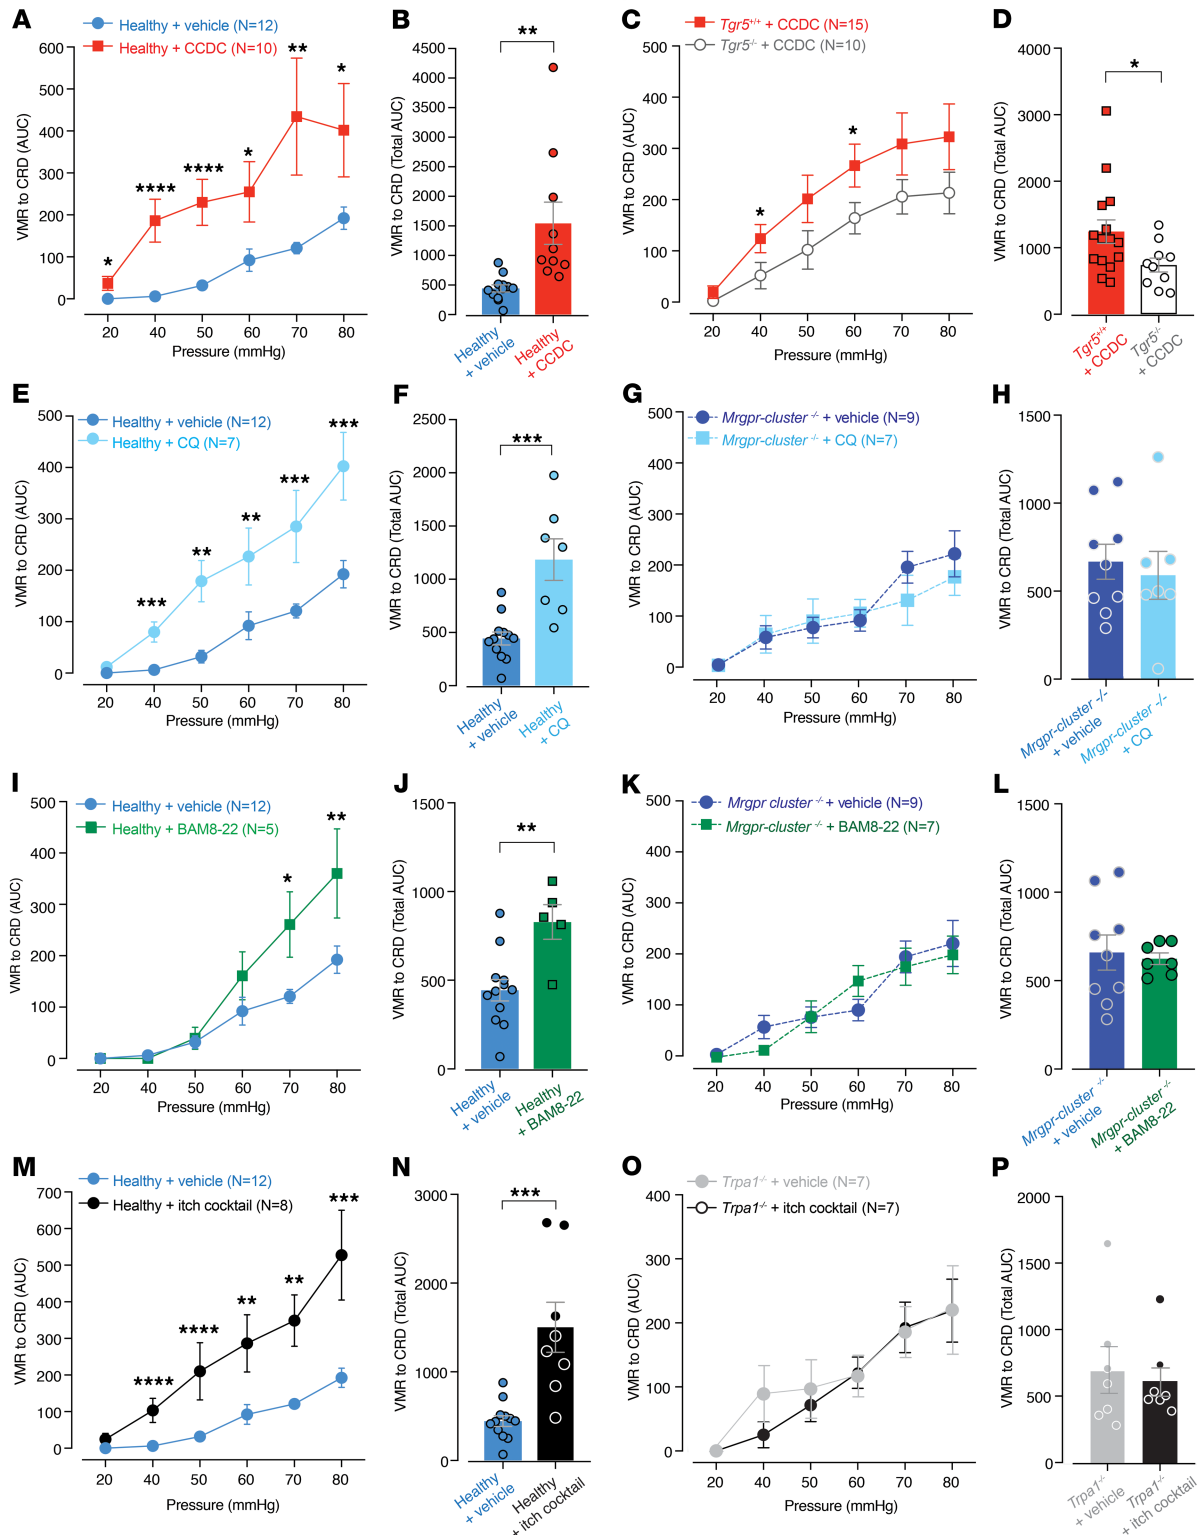 A
Healthy + vehicle (N=12)
Healthy + CCDC (N=10)
VMR to CRD (AUC)
600
500
400
300
200
100
0
*
****
****
*
**
*
20 40 50 60 70 80
Pressure (mmHg)
B
VMR to CRD (Total AUC)
4500
4000
3500
3000
2500
2000
1500
1000
500
0
**
Healthy + vehicle
Healthy + CCDC
C
Tgr5+/+ + CCDC (N=15)
Tgr5-/- + CCDC (N=10)
VMR to CRD (AUC)
500
400
300
200
100
0
*
*
20 40 50 60 70 80
Pressure (mmHg)
D
VMR to CRD (Total AUC)
4000
3000
2000
1000
0
*
Tgr5+/+ + CCDC
Tgr5-/- + CCDC
E
Healthy + vehicle (N=12)
Healthy + CQ (N=7)
VMR to CRD (AUC)
500
400
300
200
100
0
***
**
**
***
***
20 40 50 60 70 80
Pressure (mmHg)
F
VMR to CRD (Total AUC)
2500
2000
1500
1000
500
0
***
Healthy + vehicle
Healthy + CQ
G
Mrgpr-cluster -/- + vehicle (N=9)
Mrgpr-cluster -/- + CQ (N=7)
VMR to CRD (AUC)
500
400
300
200
100
0
20 40 50 60 70 80
Pressure (mmHg)
H
VMR to CRD (Total AUC)
1500
1000
500
0
Mrgpr-cluster -/- + vehicle
Mrgpr-cluster -/- + CQ
I
Healthy + vehicle (N=12)
Healthy + BAM8-22 (N=5)
VMR to CRD (AUC)
500
400
300
200
100
0
*
**
20 40 50 60 70 80
Pressure (mmHg)
J
VMR to CRD (Total AUC)
1500
1000
500
0
**
Healthy + vehicle
Healthy + BAM8-22
K
Mrgpr cluster -/- + vehicle (N=9)
Mrgpr-cluster -/- + BAM8-22 (N=7)
VMR to CRD (AUC)
500
400
300
200
100
0
20 40 50 60 70 80
Pressure (mmHg)
L
VMR to CRD (Total AUC)
1500
1000
500
0
Mrgpr-cluster -/- + vehicle
Mrgpr-cluster -/- + BAM8-22
M
Healthy + vehicle (N=12)
Healthy + itch cocktail (N=8)
VMR to CRD (AUC)
700
600
500
400
300
200
100
0
****
****
**
**
***
20 40 50 60 70 80
Pressure (mmHg)
N
VMR to CRD (Total AUC)
3000
2000
1000
0
***
Healthy + vehicle
Healthy + itch cocktail
O
Trpa1-/- + vehicle (N=7)
Trpa1-/- + itch cocktail (N=7)
VMR to CRD (AUC)
400
300
200
100
0
20 40 50 60 70 80
Pressure (mmHg)
P
VMR to CRD (Total AUC)
2000
1500
1000
500
0
Trpa1-/- + vehicle
Trpa1-/- + itch cocktail